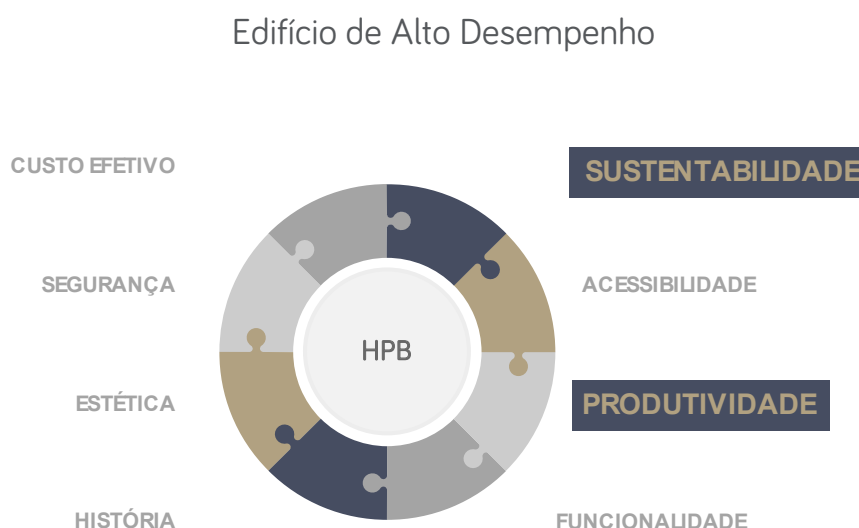 Edifício de Alto Desempenho
CUSTO EFETIVO
SUSTENTABILIDADE
SEGURANÇA
ACESSIBILIDADE
HPB
ESTÉTICA
PRODUTIVIDADE
HISTÓRIA
FUNCIONALIDADE